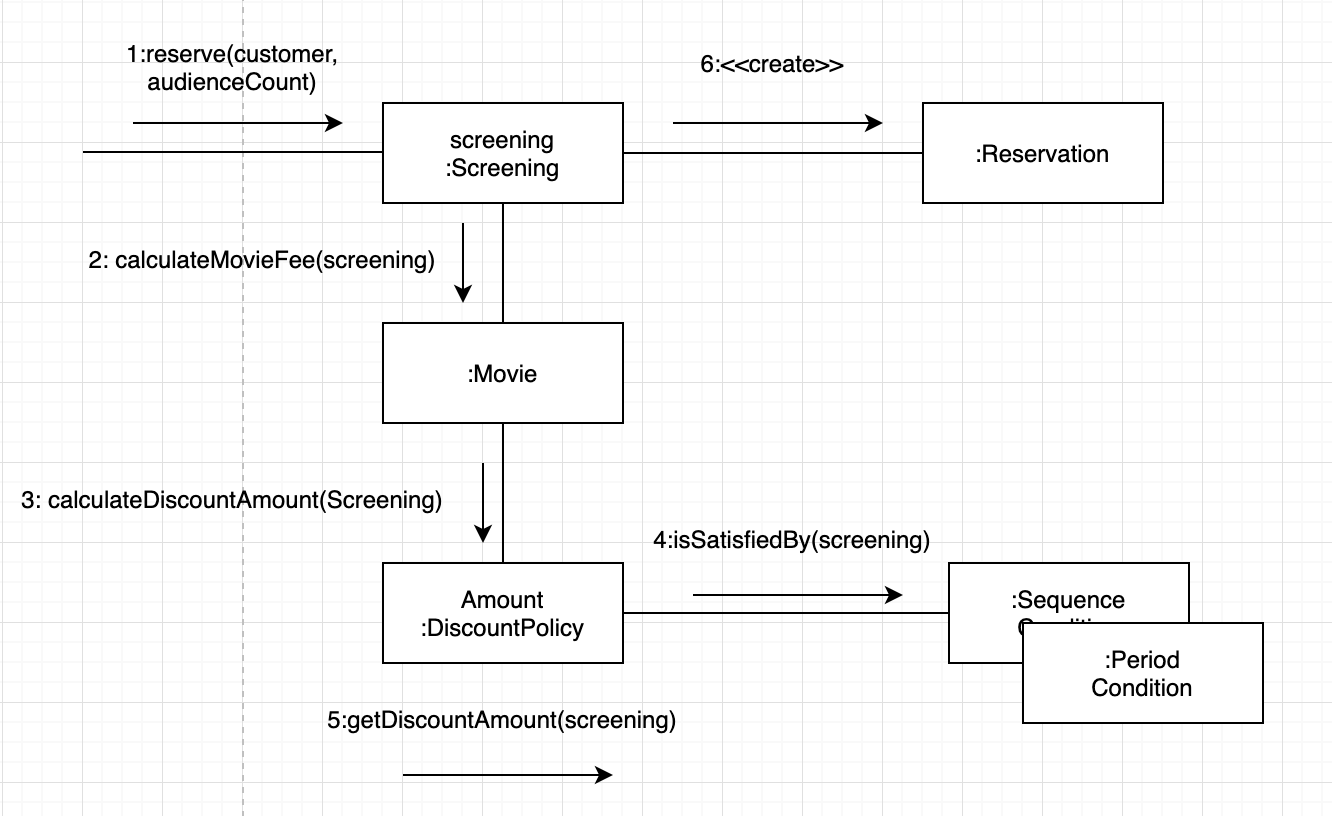 1:reserve(customer,
audienceCount)
6:<<create>>
screening
:Screening
:Reservation
2: calculateMovieFee(screening)
:Movie
3: calculateDiscountAmount(Screening)
4:isSatisfiedBy(screening)
Amount
:DiscountPolicy
:Sequence
:Period
Condition
5:getDiscountAmount(screening)